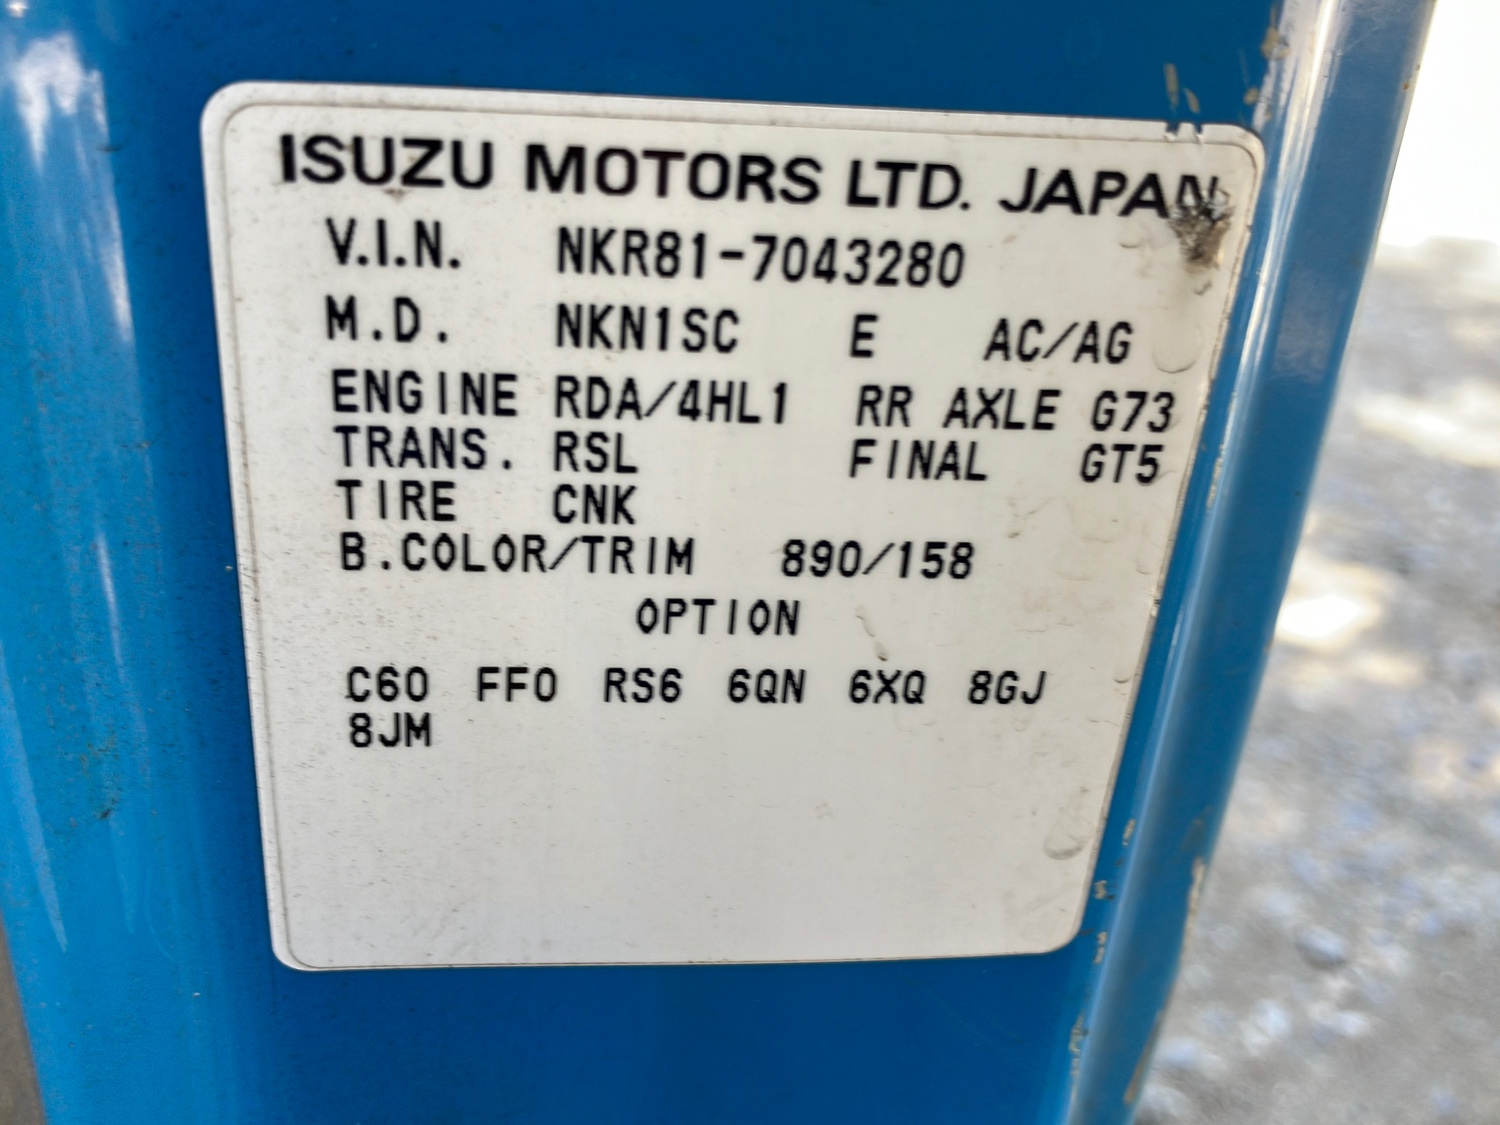 ISUZU MOTORS LTD. JAPAN
V.I.N. NKR81-7043280
M.D. NKN1SC E AC/AG
ENGINE RDA/4HL1 RR AXLE G73
TRANS. RSL FINAL GT5
TIRE CNK
B.COLOR/TRIM 890/158
OPTION
C60 FF0 RS6 6QN 6XQ 8GJ
8JM